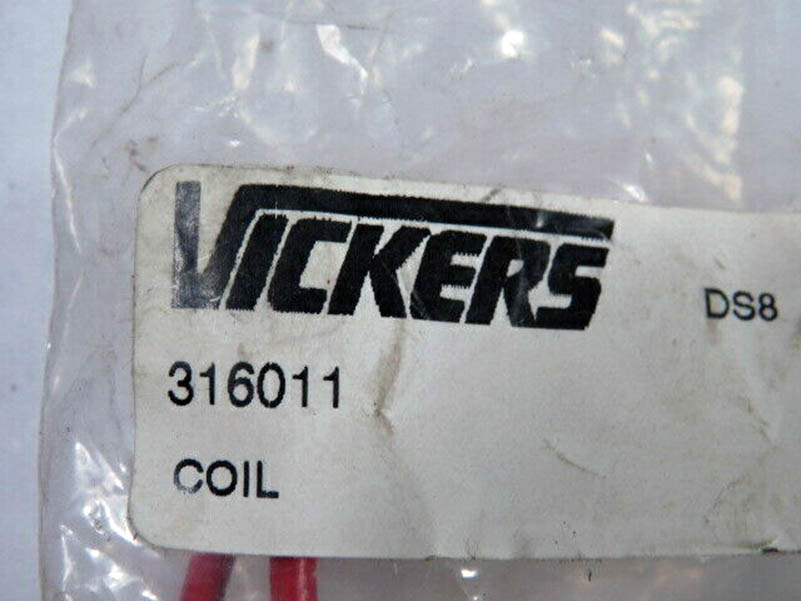 VICKERS
DS8
316011
COIL